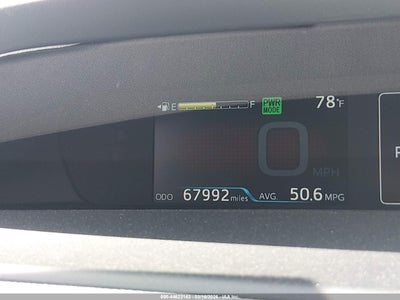 E F PWR MODE 78°F
0 MPH
ODO 67992 miles AVG. 50.6 MPG